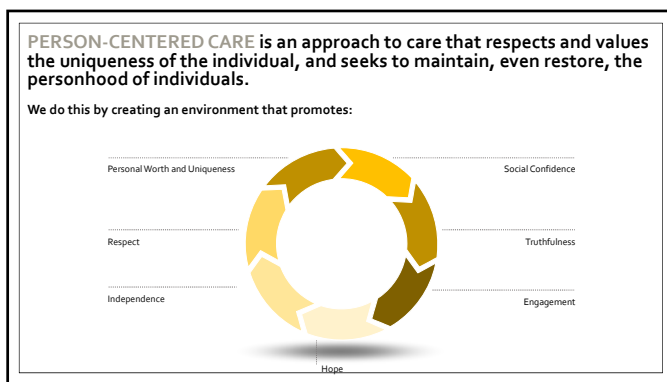 PERSON-CENTERED CARE is an approach to care that respects and values
the uniqueness of the individual, and seeks to maintain, even restore, the
personhood of individuals.
We do this by creating an environment that promotes:
Personal Worth and Uniqueness
Social Confidence
Respect
Truthfulness
Independence
Engagement
Hope